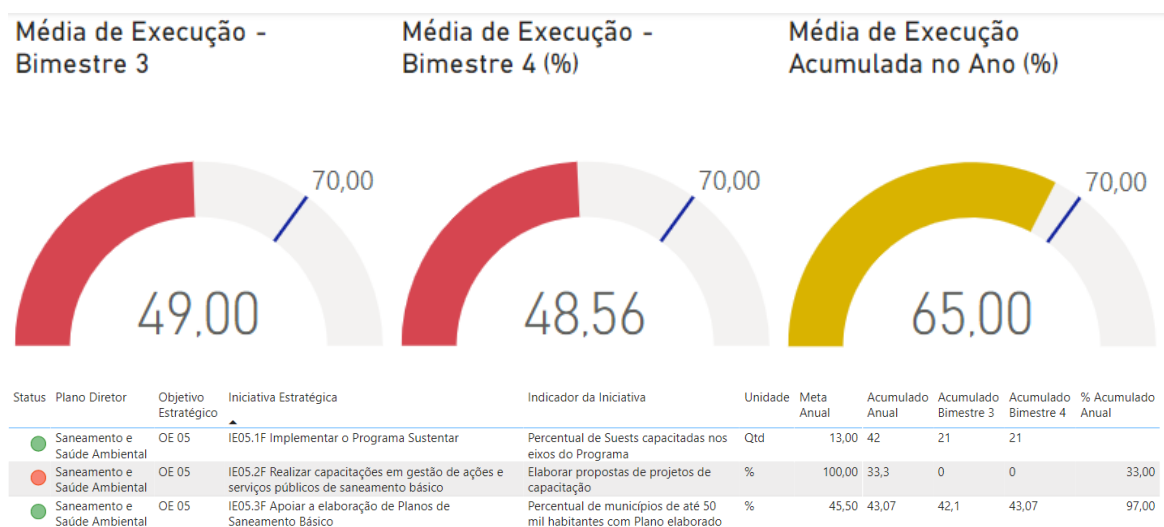 Média de Execução -
Bimestre 3
Média de Execução -
Bimestre 4 (%)
Média de Execução
Acumulada no Ano (%)
70,00
49,00
70,00
48,56
70,00
65,00
Status Plano Diretor Objetivo Estratégico Iniciativa Estratégica Indicador da Iniciativa Unidade Meta Anual Acumulado Anual Acumulado Bimestre 3 Acumulado Bimestre 4 % Acumulado Anual
Saneamento e OE 05 IE05.1F Implementar o Programa Sustentar Percentual de Suests capacitadas nos Qtd 13,00 42 21 21
Saúde Ambiental eixos do Programa
Saneamento e OE 05 IE05.2F Realizar capacitações em gestão de ações e Elaborar propostas de projetos de % 100,00 33,3 0 0 33,00
Saúde Ambiental serviços públicos de saneamento básico capacitação
Saneamento e OE 05 IE05.3F Apoiar a elaboração de Planos de Percentual de municípios de até 50 % 45,50 43,07 42,1 43,07 97,00
Saúde Ambiental Saneamento Básico mil habitantes com Plano elaborado